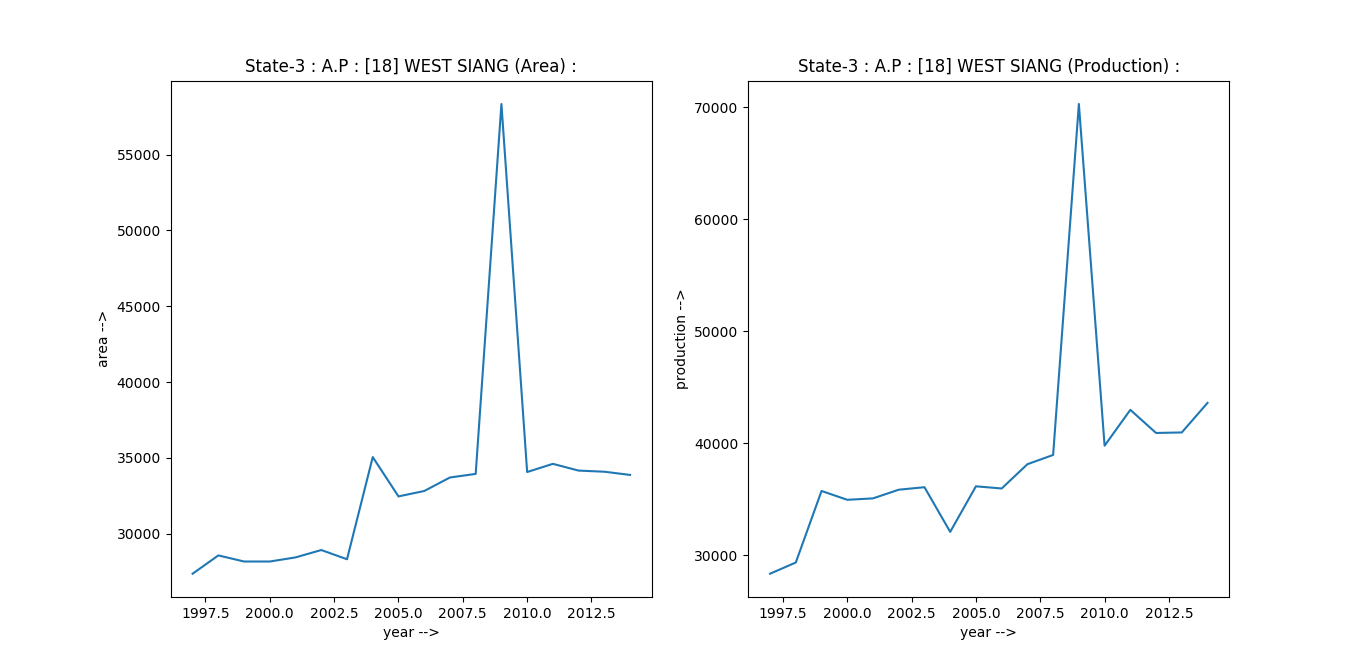 State-3 : A.P : [18] WEST SIANG (Area) :
55000
50000
45000
40000
35000
30000
area -->
1997.5 2000.0 2002.5 2005.0 2007.5 2010.0 2012.5
year -->
State-3 : A.P : [18] WEST SIANG (Production) :
70000
60000
50000
40000
30000
production -->
1997.5 2000.0 2002.5 2005.0 2007.5 2010.0 2012.5
year -->